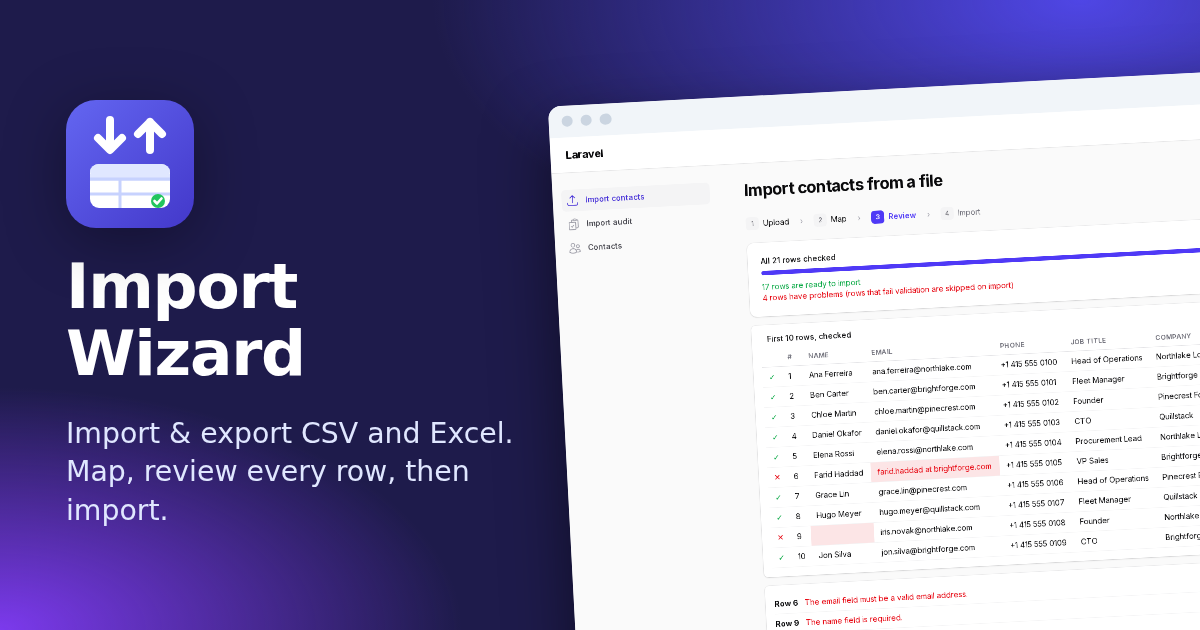 Import
Wizard
Import & export CSV and Excel.
Map, review every row, then
import.
Laravel
Import contacts
Import audit
Contacts
Import contacts from a file
1 Upload › 2 Map › 3 Review › 4 Import
All 21 rows checked
17 rows are ready to import
4 rows have problems (rows that fail validation are skipped on import)
First 10 rows, checked
# NAME EMAIL PHONE JOB TITLE COMPANY
✓ 1 Ana Ferreira ana.ferreira@northlake.com +1 415 555 0100 Head of Operations Northlake Lo
✓ 2 Ben Carter ben.carter@brightforge.com +1 415 555 0101 Fleet Manager Brightforge
✓ 3 Chloe Martin chloe.martin@pinecrest.com +1 415 555 0102 Founder Pinecrest Fo
✓ 4 Daniel Okafor daniel.okafor@quillstack.com +1 415 555 0103 CTO Quillstack
✓ 5 Elena Rossi elena.rossi@northlake.com +1 415 555 0104 Procurement Lead Northlake L
✕ 6 Farid Haddad farid.haddad at brightforge.com +1 415 555 0105 VP Sales Brightforge
✓ 7 Grace Lin grace.lin@pinecrest.com +1 415 555 0106 Head of Operations Pinecrest
✓ 8 Hugo Meyer hugo.meyer@quillstack.com +1 415 555 0107 Fleet Manager Quillstack
✕ 9 iris.novak@northlake.com +1 415 555 0108 Founder Northlake
✓ 10 Jon Silva jon.silva@brightforge.com +1 415 555 0109 CTO Brightforg
Row 6 The email field must be a valid email address.
Row 9 The name field is required.